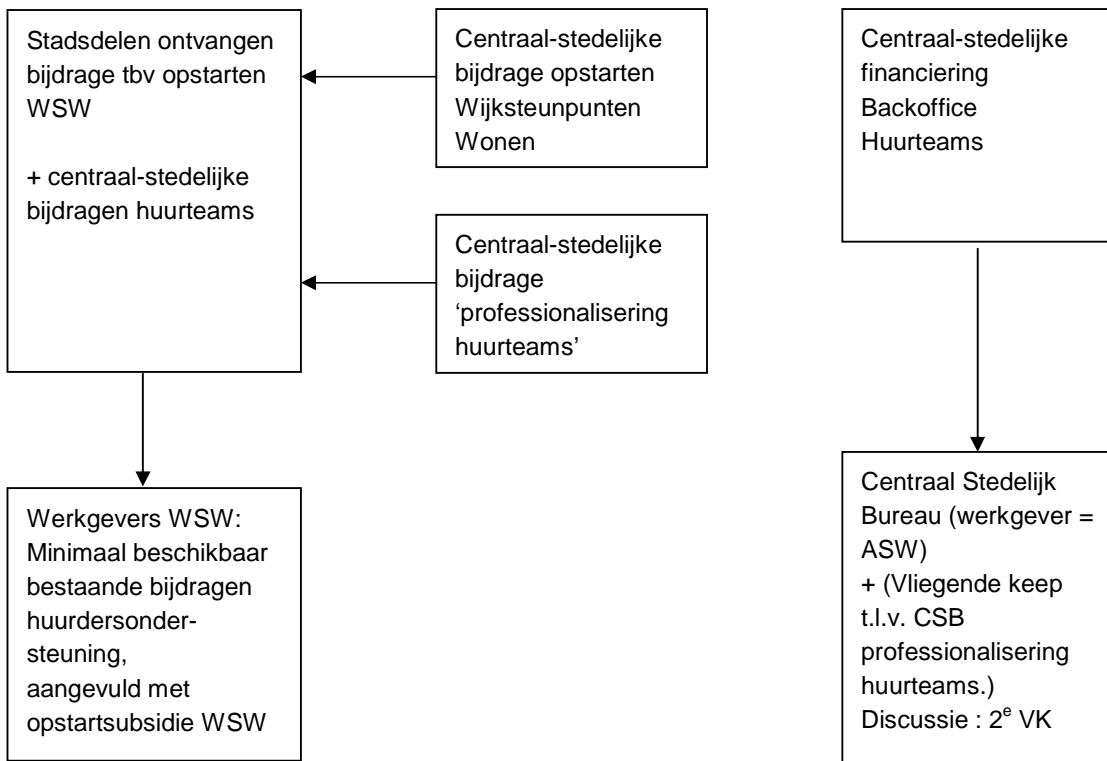 Stadsdelen ontvangen
bijdrage tbv opstarten
WSW
+ centraal-stedelijke
bijdragen huurteams
Centraal-stedelijke
bijdrage opstarten
Wijksteunpunten
Wonen
Centraal-stedelijke
bijdrage
‘professionalisering
huurteams’
Centraal-stedelijke
financiering
Backoffice
Huurteams
Werkgevers WSW:
Minimaal beschikbaar
bestaande bijdragen
huurdersonder-
steuning,
aangevuld met
opstartsubsidie WSW
Centraal Stedelijk
Bureau (werkgever =
ASW)
+ (Vliegende keep
t.l.v. CSB
professionalisering
huurteams.)
Discussie : 2e VK